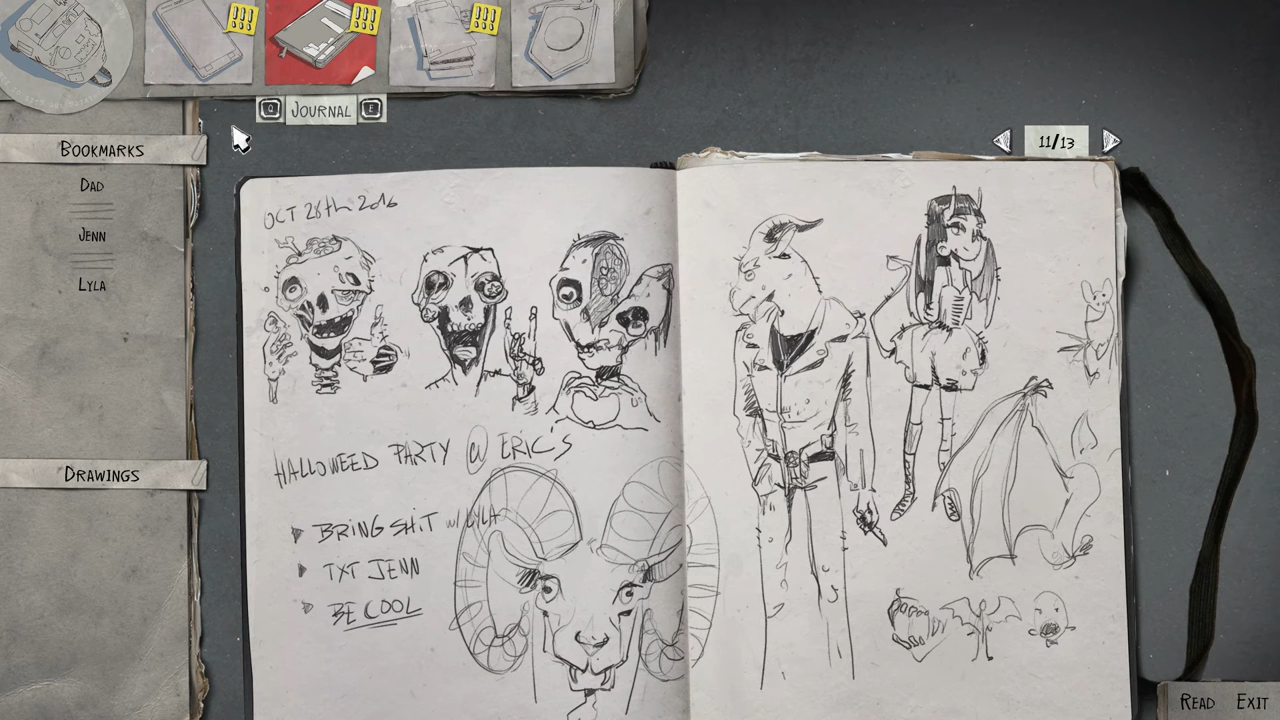 Q JOURNAL E
BOOKMARKS
DAD
JENN
LYLA
DRAWINGS
11/13
OCT 28th 2016
HALLOWEED PARTY @ ERIC'S
BRING SHIT w/ LYLA
TXT JENN
BE COOL
READ EXIT